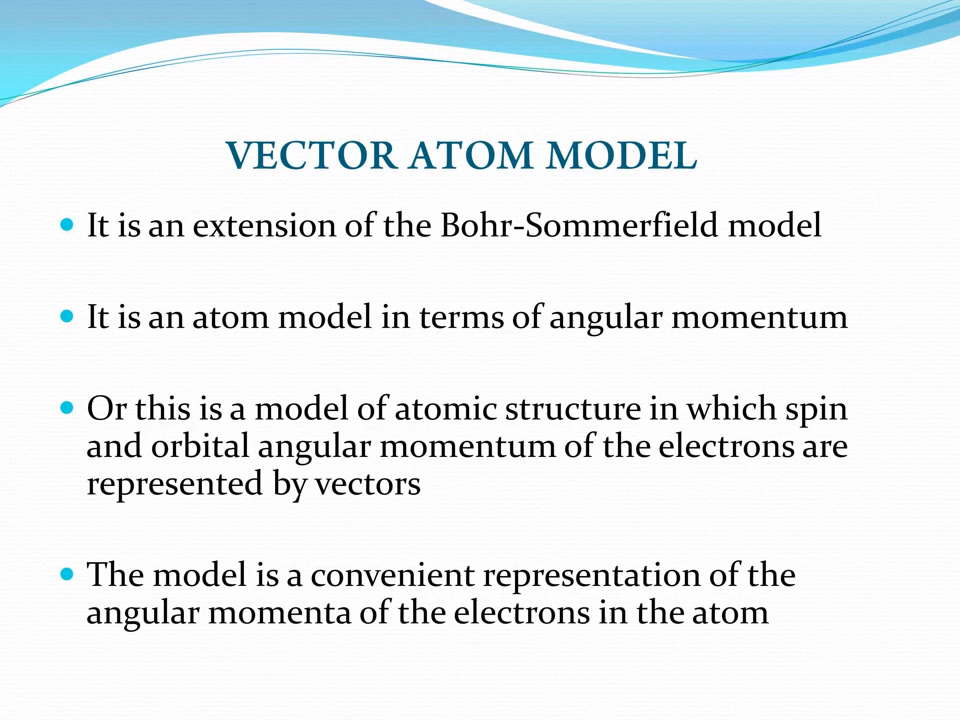 VECTOR ATOM MODEL
It is an extension of the Bohr-Sommerfield model
It is an atom model in terms of angular momentum
Or this is a model of atomic structure in which spin
and orbital angular momentum of the electrons are
represented by vectors
The model is a convenient representation of the
angular momenta of the electrons in the atom